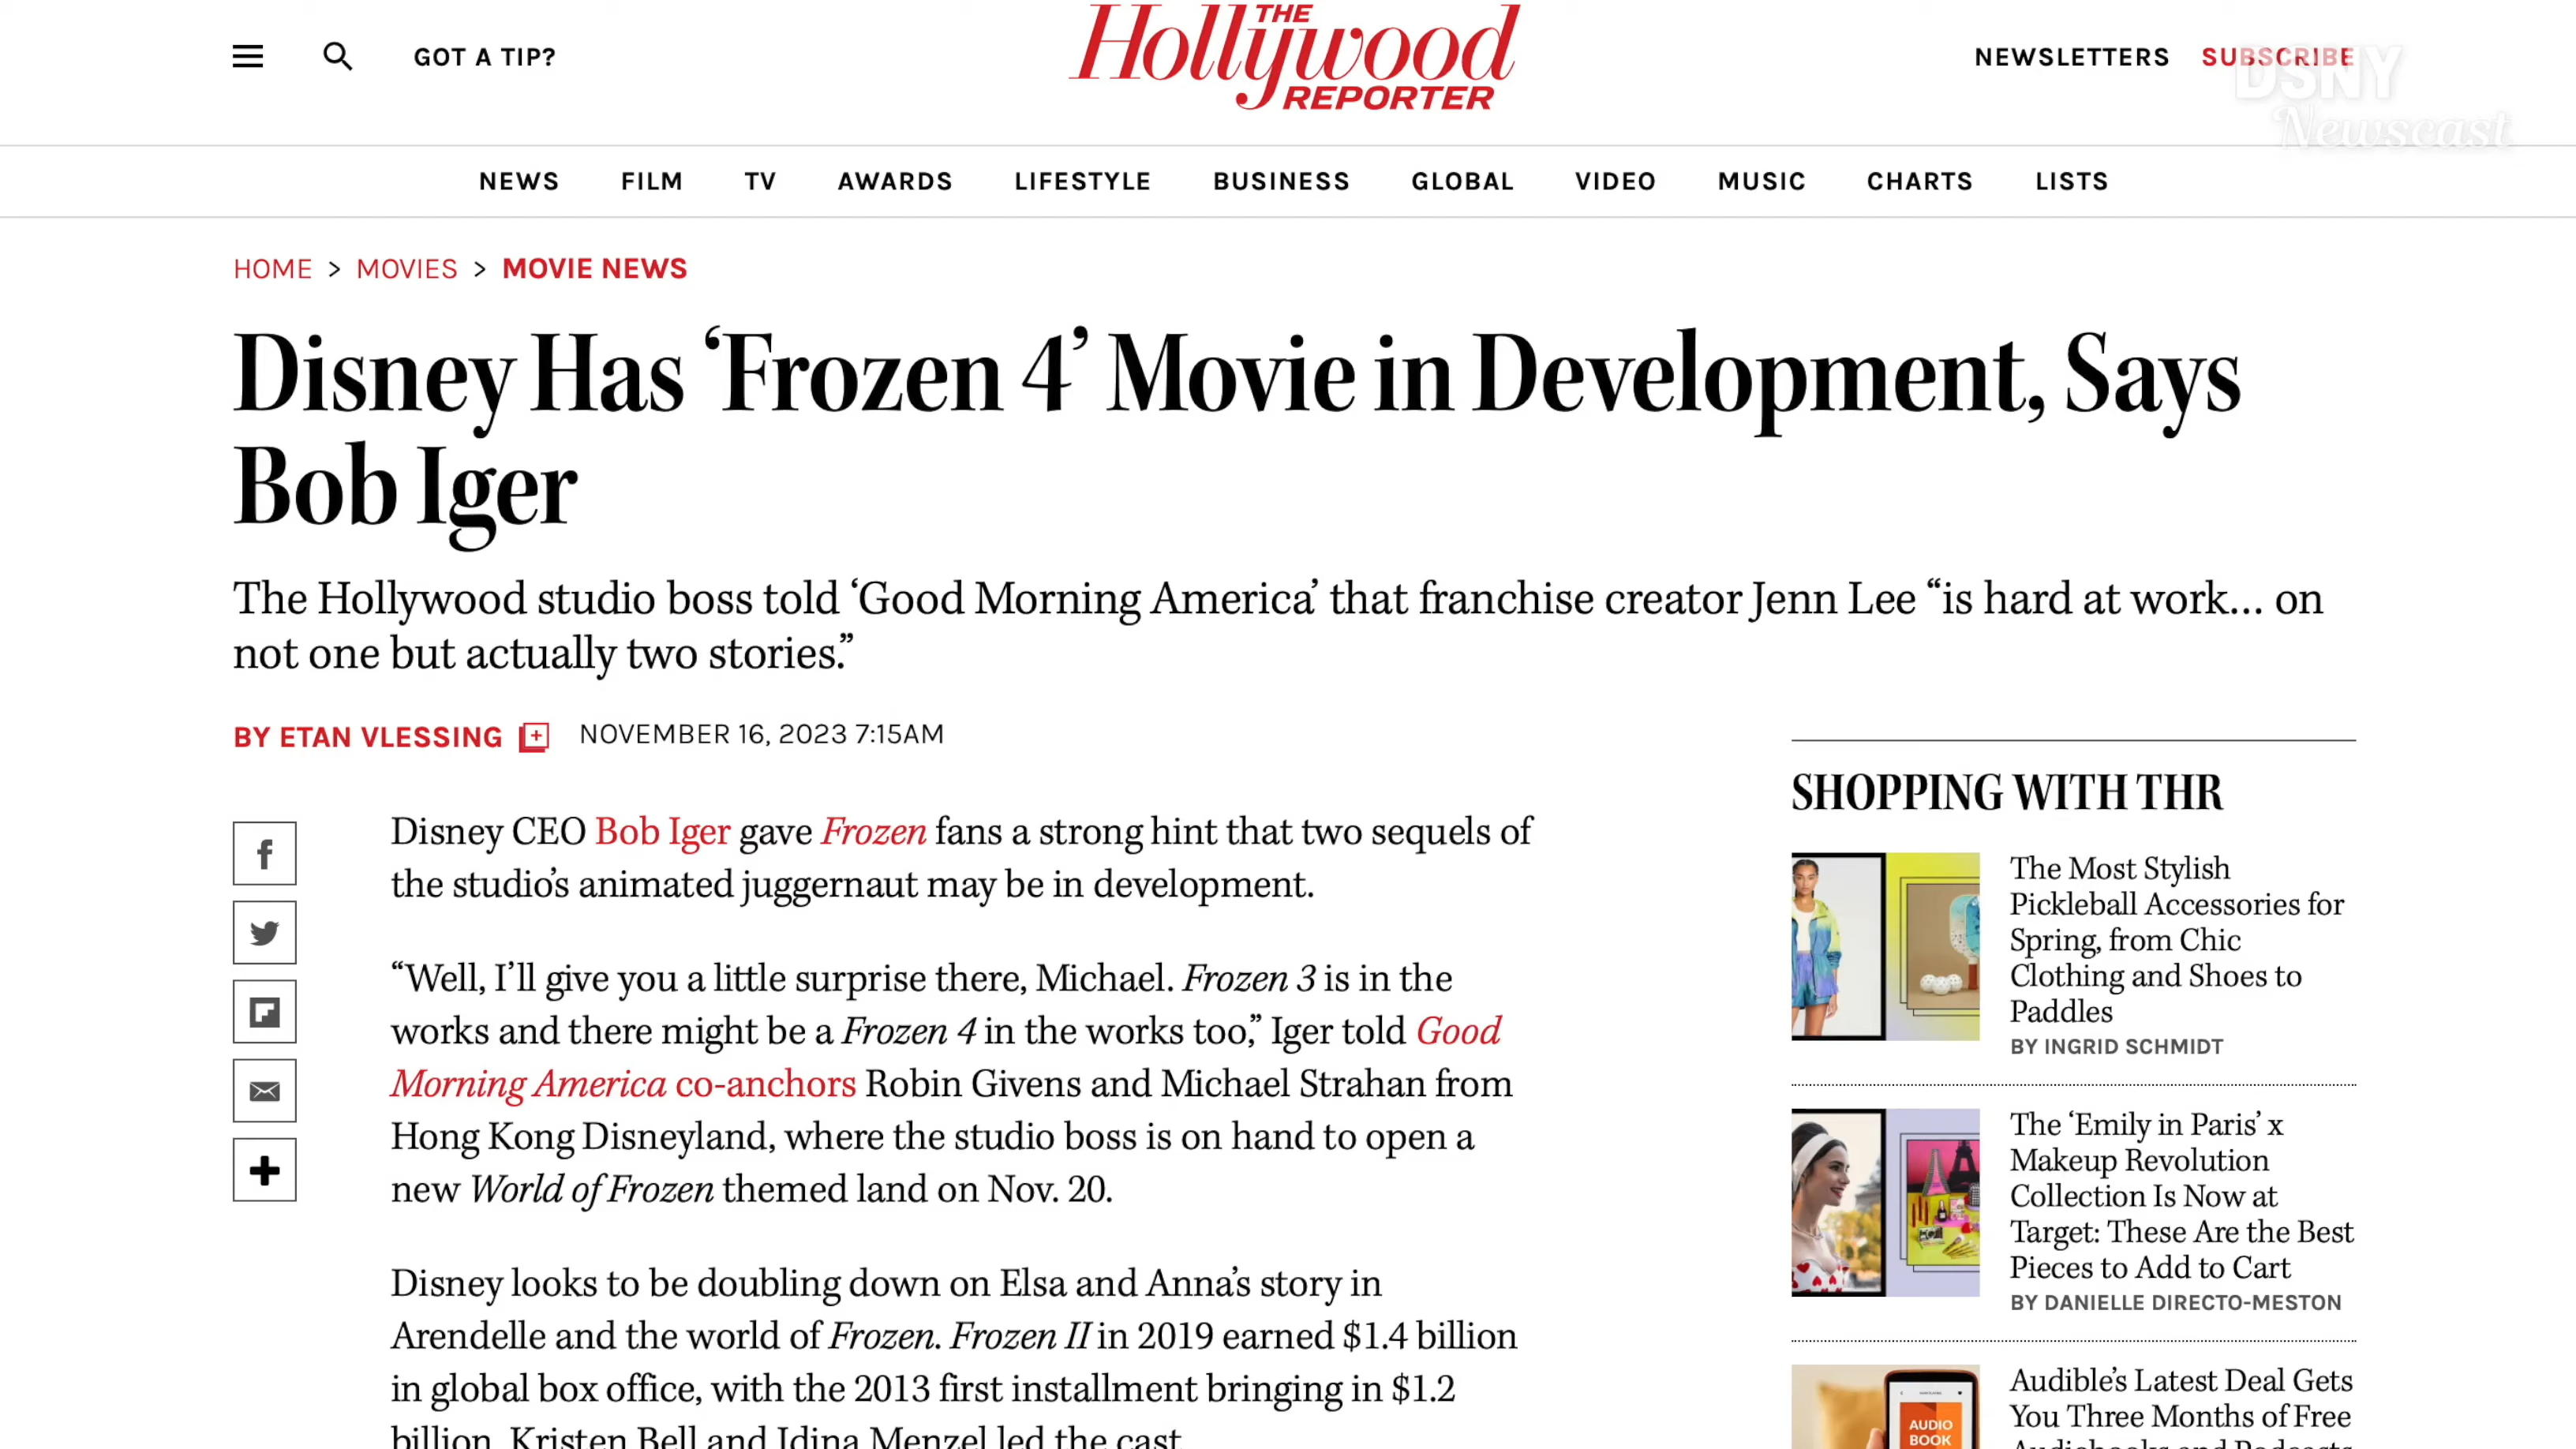 GOT A TIP?
THE
Hollywood
REPORTER
NEWSLETTERS SUBSCRIBE
DSNY
Newscast
NEWS FILM TV AWARDS LIFESTYLE BUSINESS GLOBAL VIDEO MUSIC CHARTS LISTS
HOME > MOVIES > MOVIE NEWS
Disney Has ‘Frozen 4’ Movie in Development, Says
Bob Iger
The Hollywood studio boss told ‘Good Morning America’ that franchise creator Jenn Lee “is hard at work... on
not one but actually two stories.”
BY ETAN VLESSING NOVEMBER 16, 2023 7:15AM
Disney CEO Bob Iger gave Frozen fans a strong hint that two sequels of
the studio’s animated juggernaut may be in development.
“Well, I’ll give you a little surprise there, Michael. Frozen 3 is in the
works and there might be a Frozen 4 in the works too,” Iger told Good
Morning America co-anchors Robin Givens and Michael Strahan from
Hong Kong Disneyland, where the studio boss is on hand to open a
new World of Frozen themed land on Nov. 20.
Disney looks to be doubling down on Elsa and Anna’s story in
Arendelle and the world of Frozen. Frozen II in 2019 earned $1.4 billion
in global box office, with the 2013 first installment bringing in $1.2
billion. Kristen Bell and Idina Menzel led the cast
SHOPPING WITH THR
The Most Stylish
Pickleball Accessories for
Spring, from Chic
Clothing and Shoes to
Paddles
BY INGRID SCHMIDT
The ‘Emily in Paris’ x
Makeup Revolution
Collection Is Now at
Target: These Are the Best
Pieces to Add to Cart
BY DANIELLE DIRECTO-MESTON
AUDIO
BOOK
Audible’s Latest Deal Gets
You Three Months of Free
Audiobooks and Podcasts